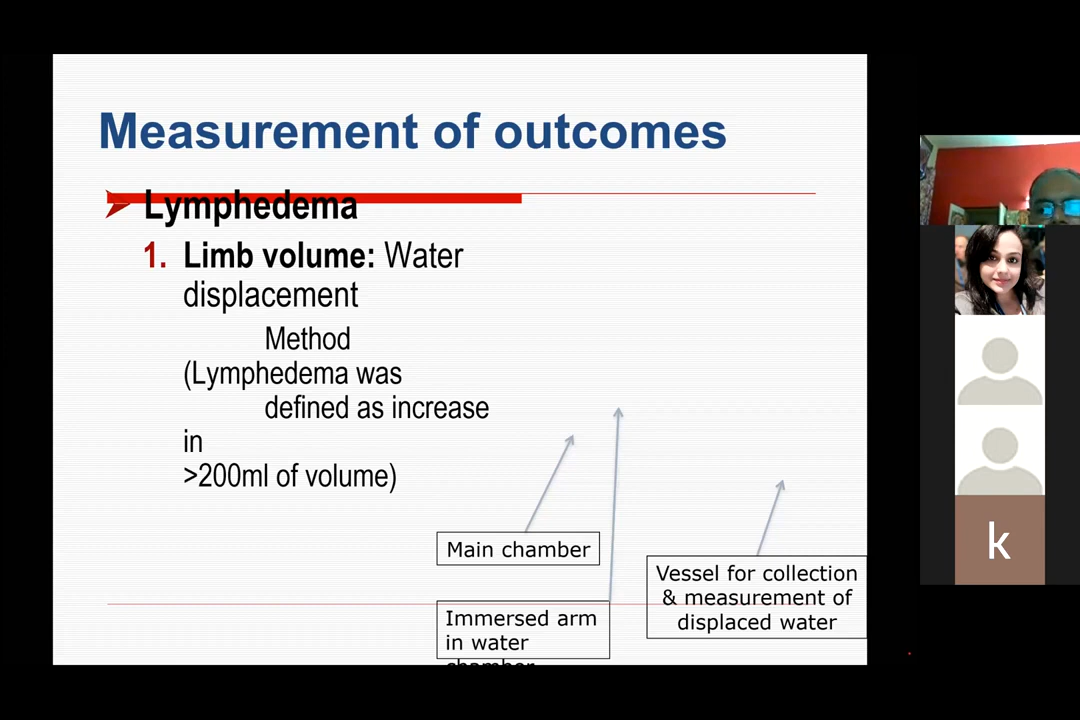 Measurement of outcomes
Lymphedema
1. Limb volume: Water
displacement
Method
(Lymphedema was
defined as increase
in
>200ml of volume)
Main chamber
Immersed arm
in water
chamber
Vessel for collection
& measurement of
displaced water
k